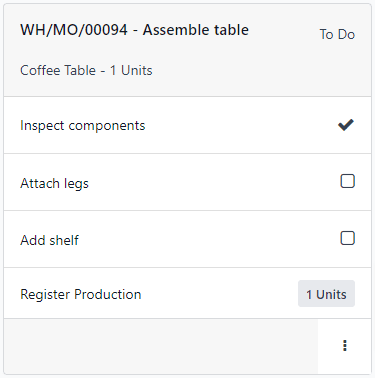 WH/MO/00094 - Assemble table
To Do
Coffee Table - 1 Units
Inspect components
Attach legs
Add shelf
Register Production
1 Units